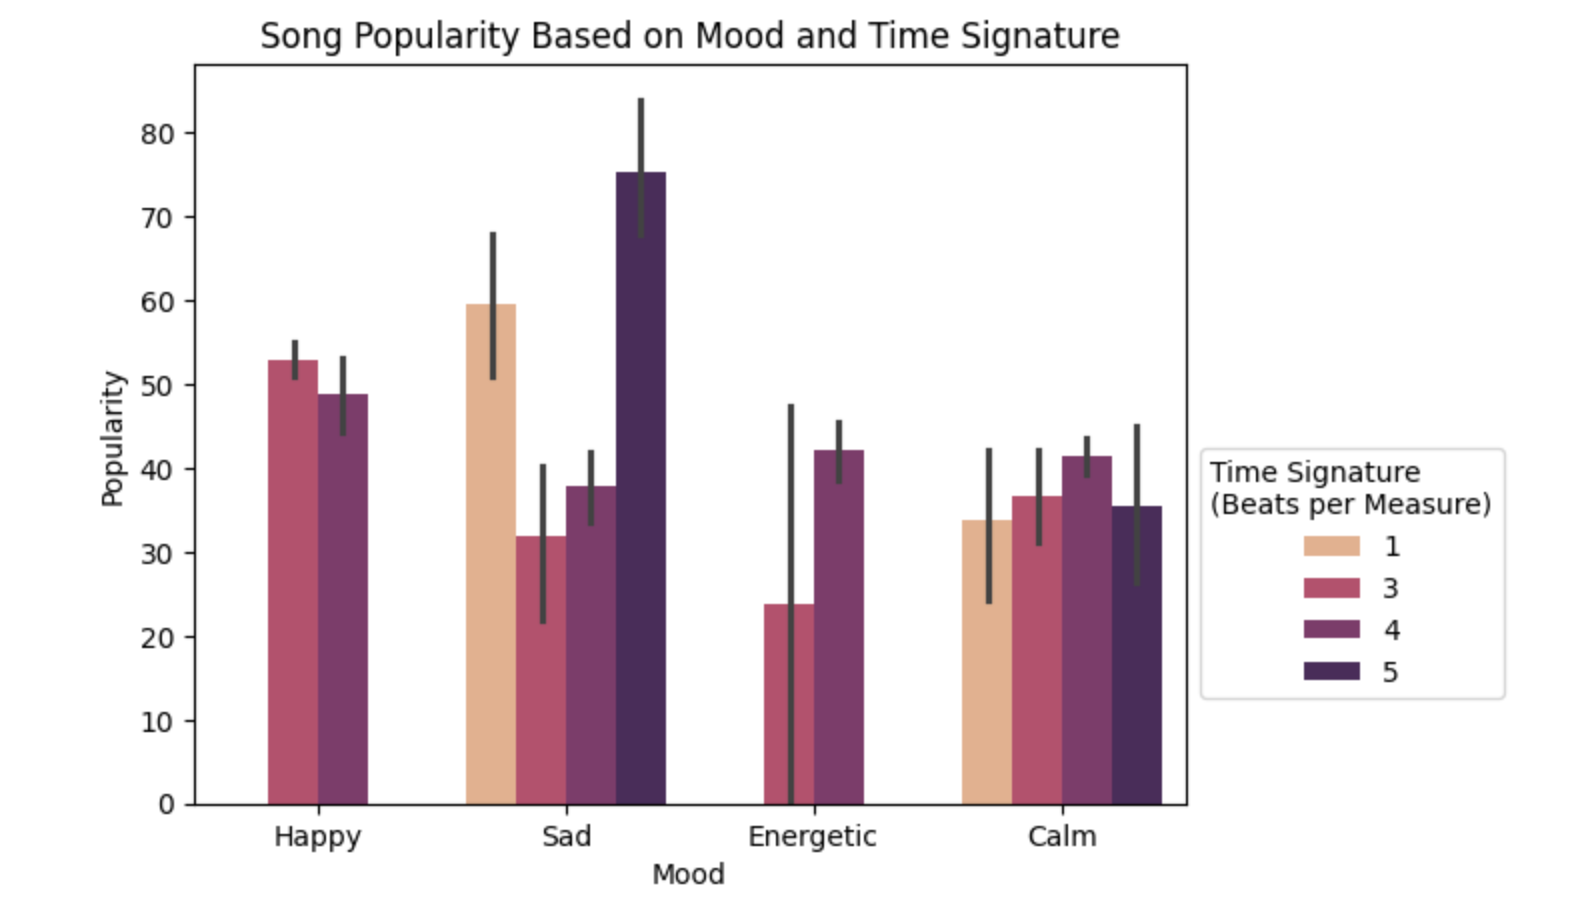 Song Popularity Based on Mood and Time Signature
80
70
60
50
40
30
20
10
0
Popularity
Happy Sad Energetic Calm
Mood
Time Signature
(Beats per Measure)
1
3
4
5